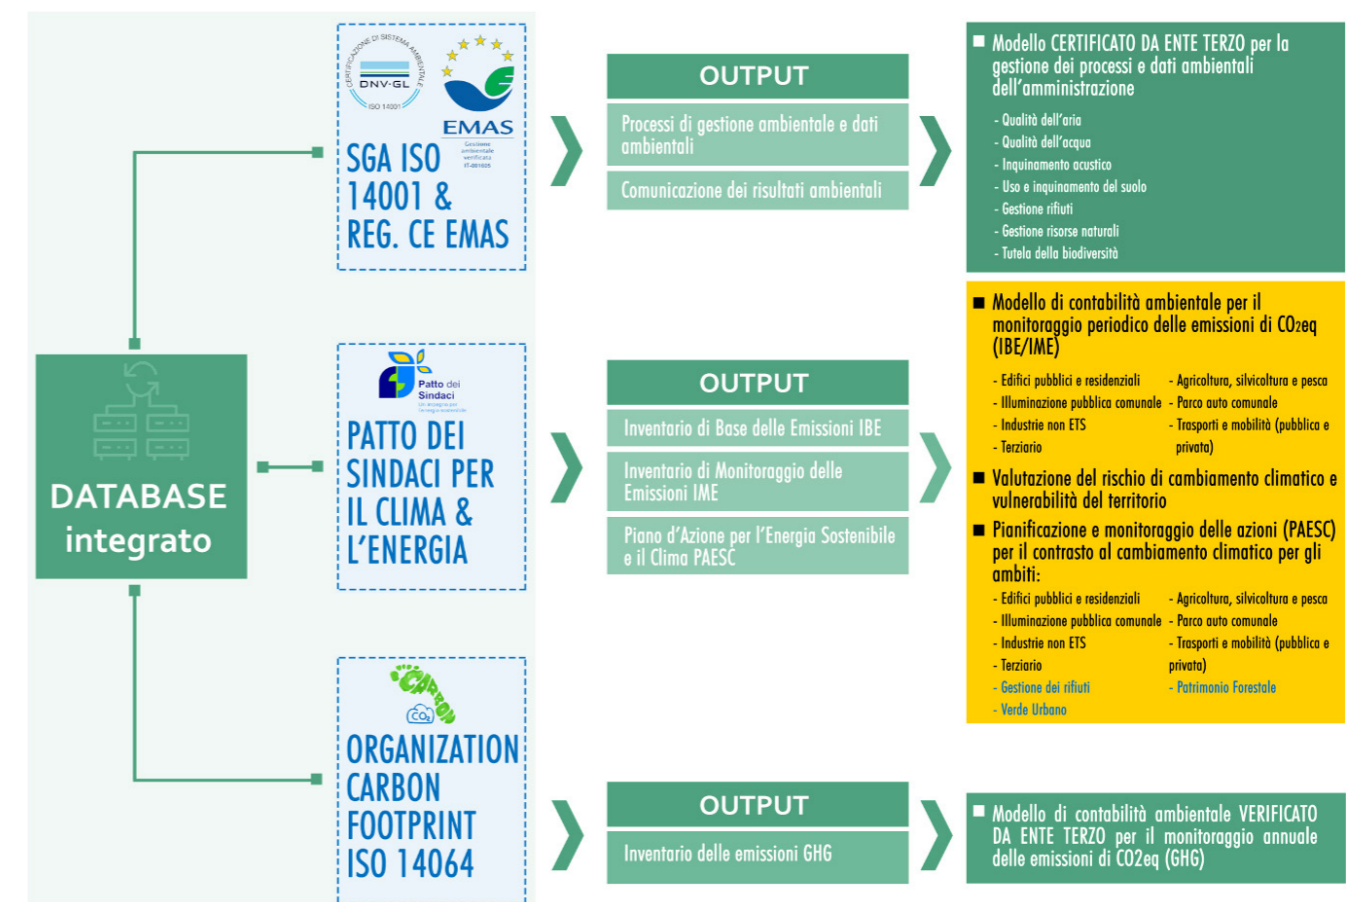 DATABASE
integrato
CERTIFICAZIONE DI SISTEMA AMBIENTALE
DNV·GL
ISO 14001
EMAS
Gestione
ambientale
verificata
SGA ISO
14001 &
REG. CE EMAS
OUTPUT
Processi di gestione ambientale e dati
ambientali
Comunicazione dei risultati ambientali
Modello CERTIFICATO DA ENTE TERZO per la
gestione dei processi e dati ambientali
dell'amministrazione
- Qualità dell'aria
- Qualità dell'acqua
- Inquinamento acustico
- Uso e inquinamento del suolo
- Gestione rifiuti
- Gestione risorse naturali
- Tutela della biodiversità
Patto dei
Sindaci
PATTO DEI
SINDACI PER
IL CLIMA &
L'ENERGIA
OUTPUT
Inventario di Base delle Emissioni IBE
Inventario di Monitoraggio delle
Emissioni IME
Piano d'Azione per l'Energia Sostenibile
e il Clima PAESC
Modello di contabilità ambientale per il
monitoraggio periodico delle emissioni di CO2eq
(IBE/IME)
- Edifici pubblici e residenziali
- Illuminazione pubblica comunale
- Industrie non ETS
- Terziario
- Agricoltura, silvicoltura e pesca
- Parco auto comunale
- Trasporti e mobilità (pubblica e
privata)
Valutazione del rischio di cambiamento climatico e
vulnerabilità del territorio
Pianificazione e monitoraggio delle azioni (PAESC)
per il contrasto al cambiamento climatico per gli
ambiti:
- Edifici pubblici e residenziali
- Illuminazione pubblica comunale
- Industrie non ETS
- Terziario
- Gestione dei rifiuti
- Verde Urbano
- Agricoltura, silvicoltura e pesca
- Parco auto comunale
- Trasporti e mobilità (pubblica e
privata)
- Patrimonio Forestale
CARBON
CO2
ORGANIZATION
CARBON
FOOTPRINT
ISO 14064
OUTPUT
Inventario delle emissioni GHG
Modello di contabilità ambientale VERIFICATO
DA ENTE TERZO per il monitoraggio annuale
delle emissioni di CO2eq (GHG)